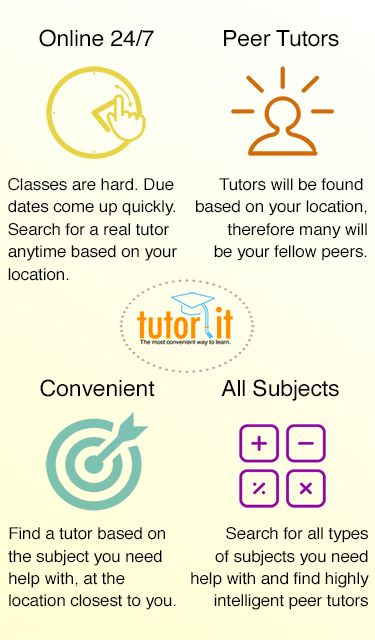 Online 24/7
Classes are hard. Due
dates come up quickly.
Search for a real tutor
anytime based on your
location.
Peer Tutors
Tutors will be found
based on your location,
therefore many will
be your fellow peers.
tutor it
The most convenient way to learn.
Convenient
Find a tutor based on
the subject you need
help with, at the
location closest to you.
All Subjects
+ −
٪ ×
Search for all types
of subjects you need
help with and find highly
intelligent peer tutors